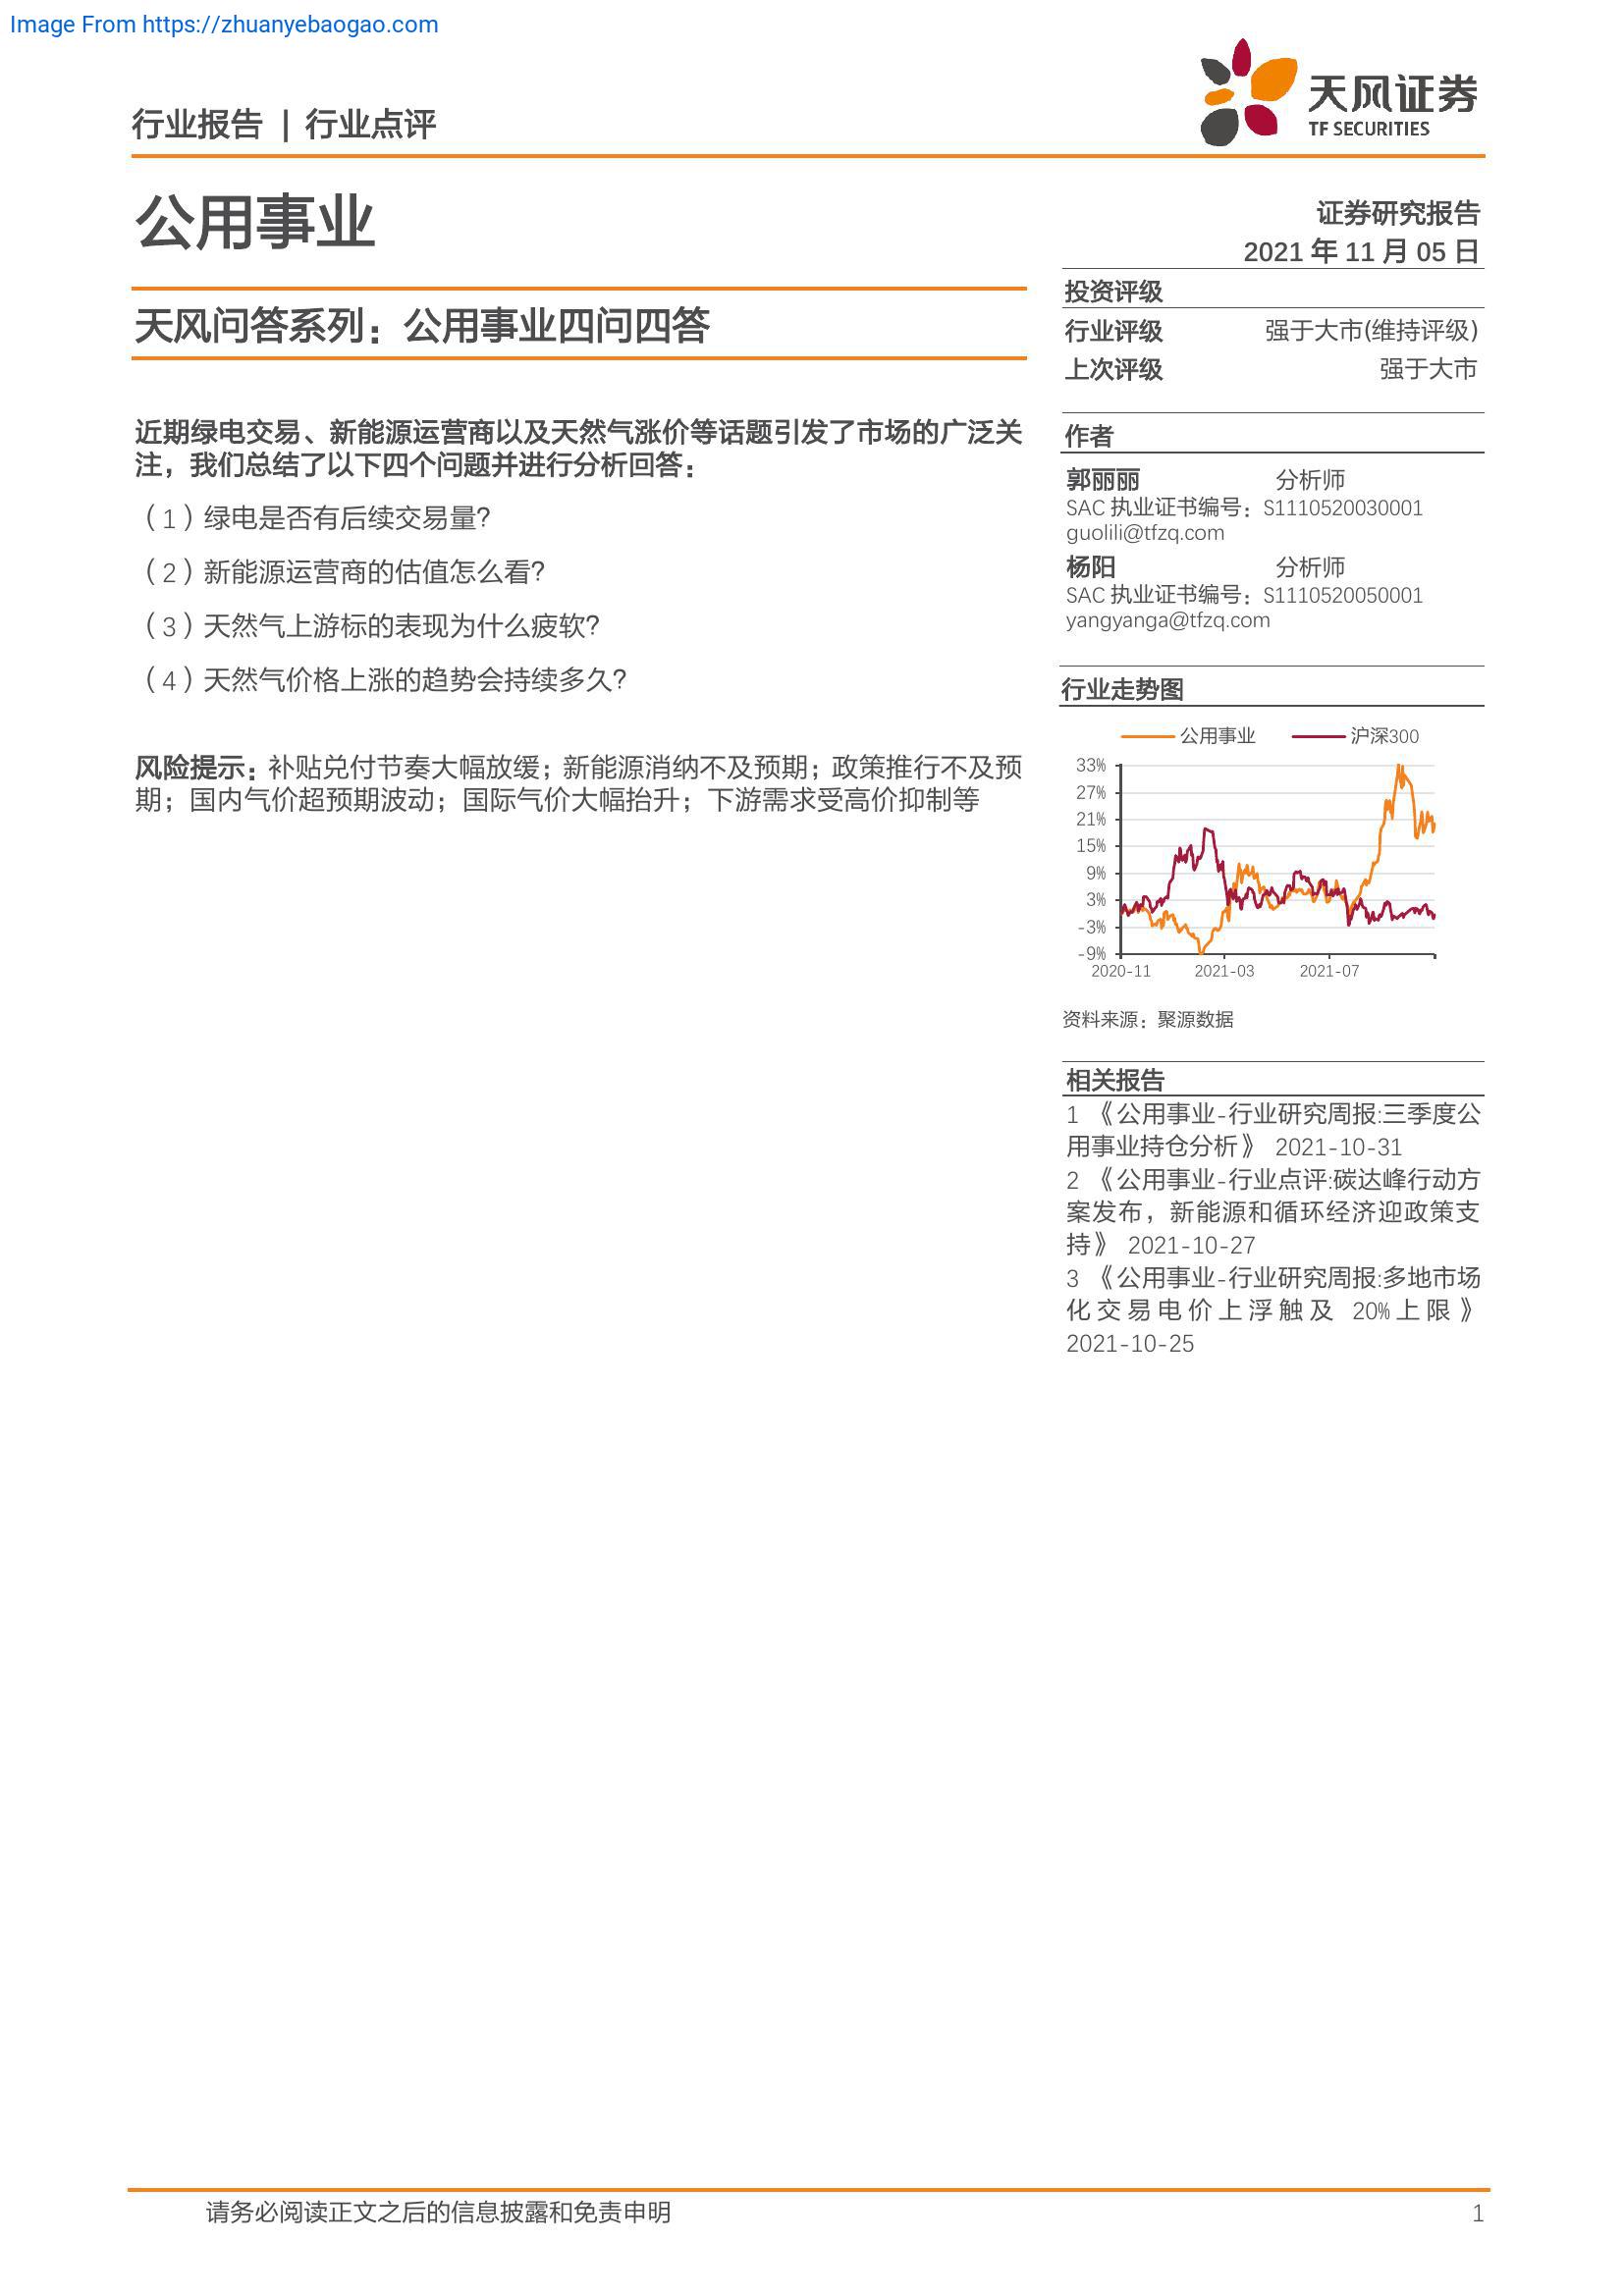 Image From https://zhuanyebaogao.com
行业报告 | 行业点评
天风证券
TF SECURITIES
公用事业
证券研究报告
2021 年 11 月 05 日
天风问答系列：公用事业四问四答
近期绿电交易、新能源运营商以及天然气涨价等话题引发了市场的广泛关
注，我们总结了以下四个问题并进行分析回答：
（1）绿电是否有后续交易量?
（2）新能源运营商的估值怎么看?
（3）天然气上游标的表现为什么疲软?
（4）天然气价格上涨的趋势会持续多久?
风险提示：补贴兑付节奏大幅放缓；新能源消纳不及预期；政策推行不及预
期；国内气价超预期波动；国际气价大幅抬升；下游需求受高价抑制等
投资评级
行业评级 强于大市(维持评级)
上次评级 强于大市
作者
郭丽丽 分析师
SAC 执业证书编号：S1110520030001
guolili@tfzq.com
杨阳 分析师
SAC 执业证书编号：S1110520050001
yangyanga@tfzq.com
行业走势图
公用事业 沪深300
33%
27%
21%
15%
9%
3%
-3%
-9%
2020-11 2021-03 2021-07
资料来源：聚源数据
相关报告
1 《公用事业-行业研究周报:三季度公
用事业持仓分析》 2021-10-31
2 《公用事业-行业点评:碳达峰行动方
案发布，新能源和循环经济迎政策支
持》 2021-10-27
3 《公用事业-行业研究周报:多地市场
化交易电价上浮触及 20%上限》
2021-10-25
请务必阅读正文之后的信息披露和免责申明 1